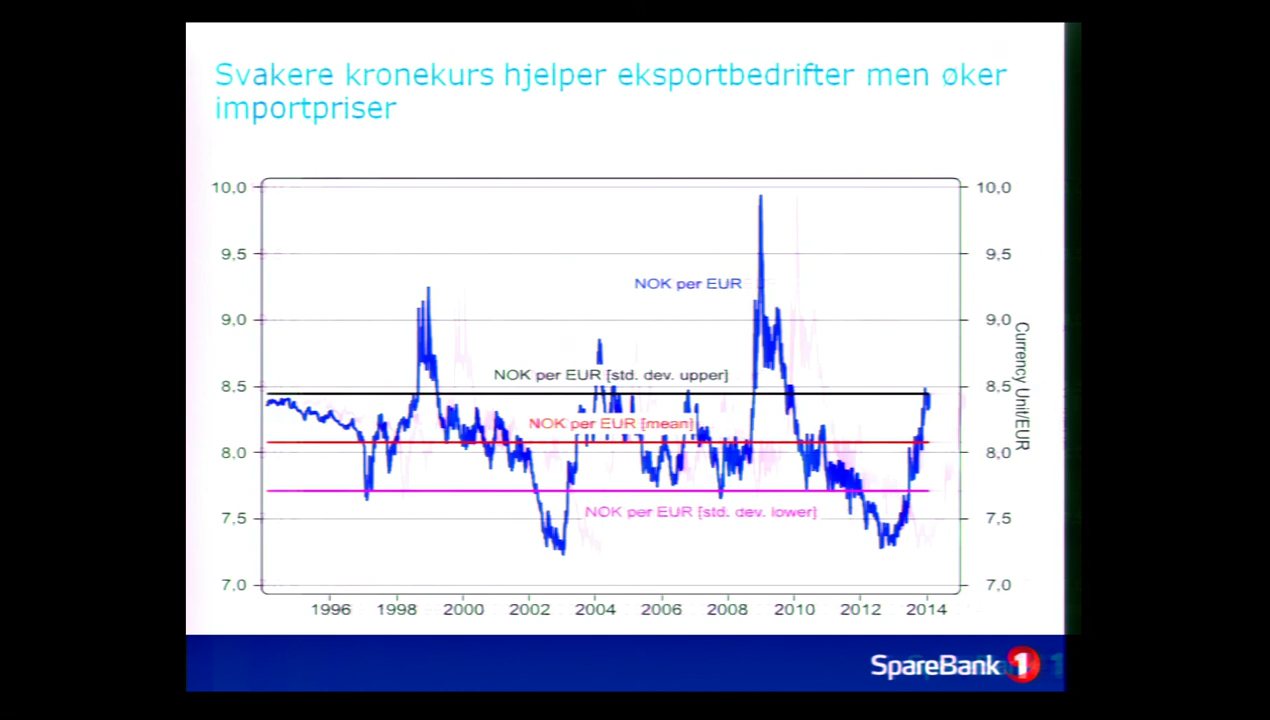 Svakere kronekurs hjelper eksportbedrifter men øker
importpriser
10,0
10,0
9,5
9,5
NOK per EUR
9,0
9,0
NOK per EUR [std. dev. upper]
8,5
8,5
Currency Unit/EUR
NOK per EUR [mean]
8,0
8,0
NOK per EUR [std. dev. lower]
7,5
7,5
7,0
7,0
1996 1998 2000 2002 2004 2006 2008 2010 2012 2014
SpareBank 1